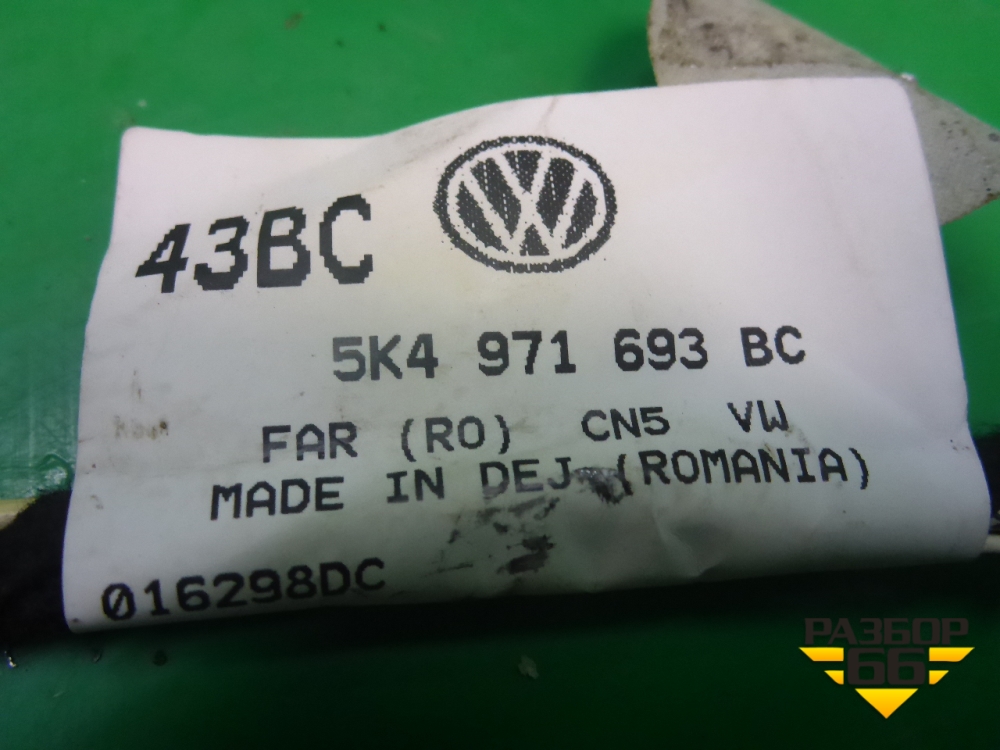 43BC
5K4 971 693 BC
FAR (RO) CN5 VW
MADE IN DEJ (ROMANIA)
016298DC
РАЗБОР
66